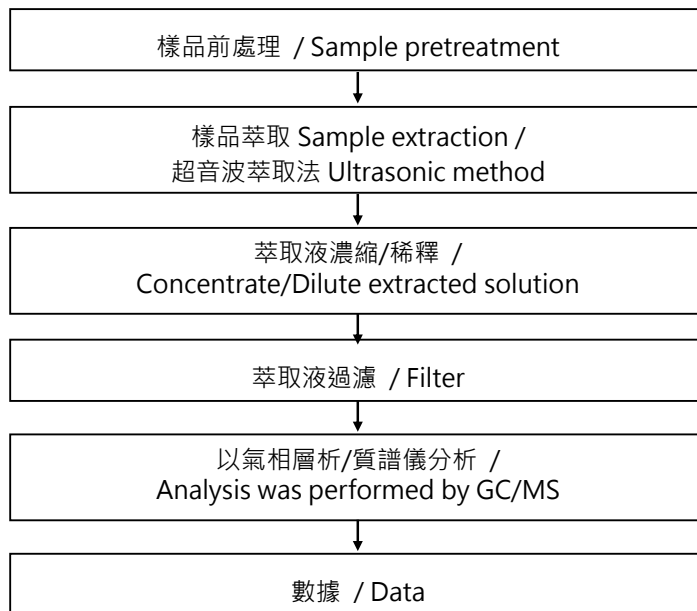 樣品前處理 / Sample pretreatment
樣品萃取 Sample extraction /
超音波萃取法 Ultrasonic method
萃取液濃縮/稀釋 /
Concentrate/Dilute extracted solution
萃取液過濾 / Filter
以氣相層析/質譜儀分析 /
Analysis was performed by GC/MS
數據 / Data